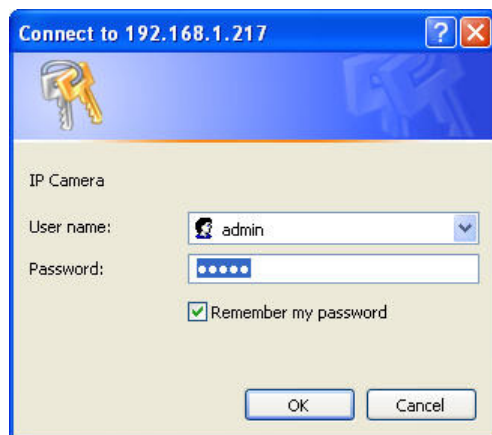 Connect to 192.168.1.217
IP Camera
User name: admin
Password: •••••
Remember my password
OK Cancel